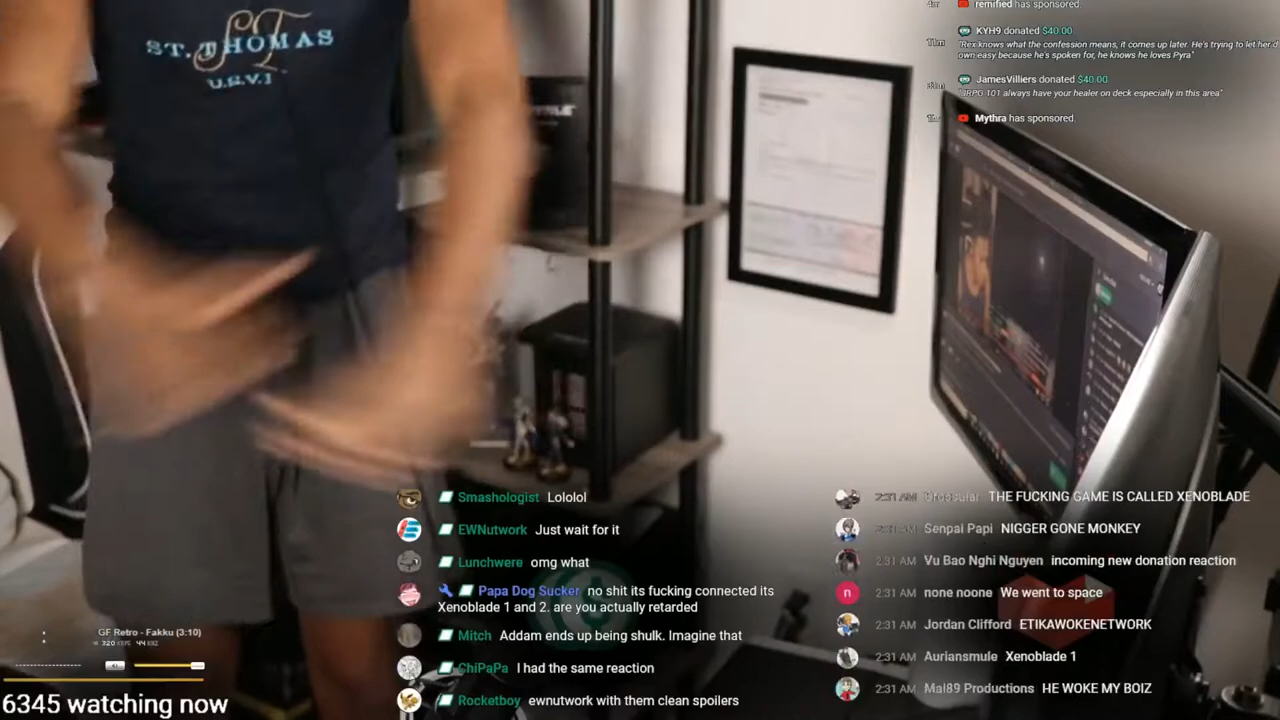 ST. THOMAS
U.S.V.I
remified has sponsored.
11m KYH9 donated $40.00
"Rex knows what the confession means, it comes up later. He's trying to let her d
own easy because he's spoken for, he knows he loves Pyra"
JamesVilliers donated $40.00
"JRPG 101 always have your healer on deck especially in this area"
Mythra has sponsored.
Smashologist Lololol
EWNutwork Just wait for it
Lunchwere omg what
Papa Dog Sucker no shit its fucking connected its
Xenoblade 1 and 2. are you actually retarded
Mitch Addam ends up being shulk. Imagine that
ChiPaPa I had the same reaction
Rocketboy ewnutwork with them clean spoilers
2:31 AM THE FUCKING GAME IS CALLED XENOBLADE
2:31 AM Senpai Papi NIGGER GONE MONKEY
2:31 AM Vu Bao Nghi Nguyen incoming new donation reaction
n 2:31 AM none noone We went to space
2:31 AM Jordan Clifford ETIKAWOKENETWORK
2:31 AM Auriansmule Xenoblade 1
2:31 AM Mal89 Productions HE WOKE MY BOIZ
GF Retro - Fakku (3:10)
320 KBPS 44 KHZ
6345 watching now